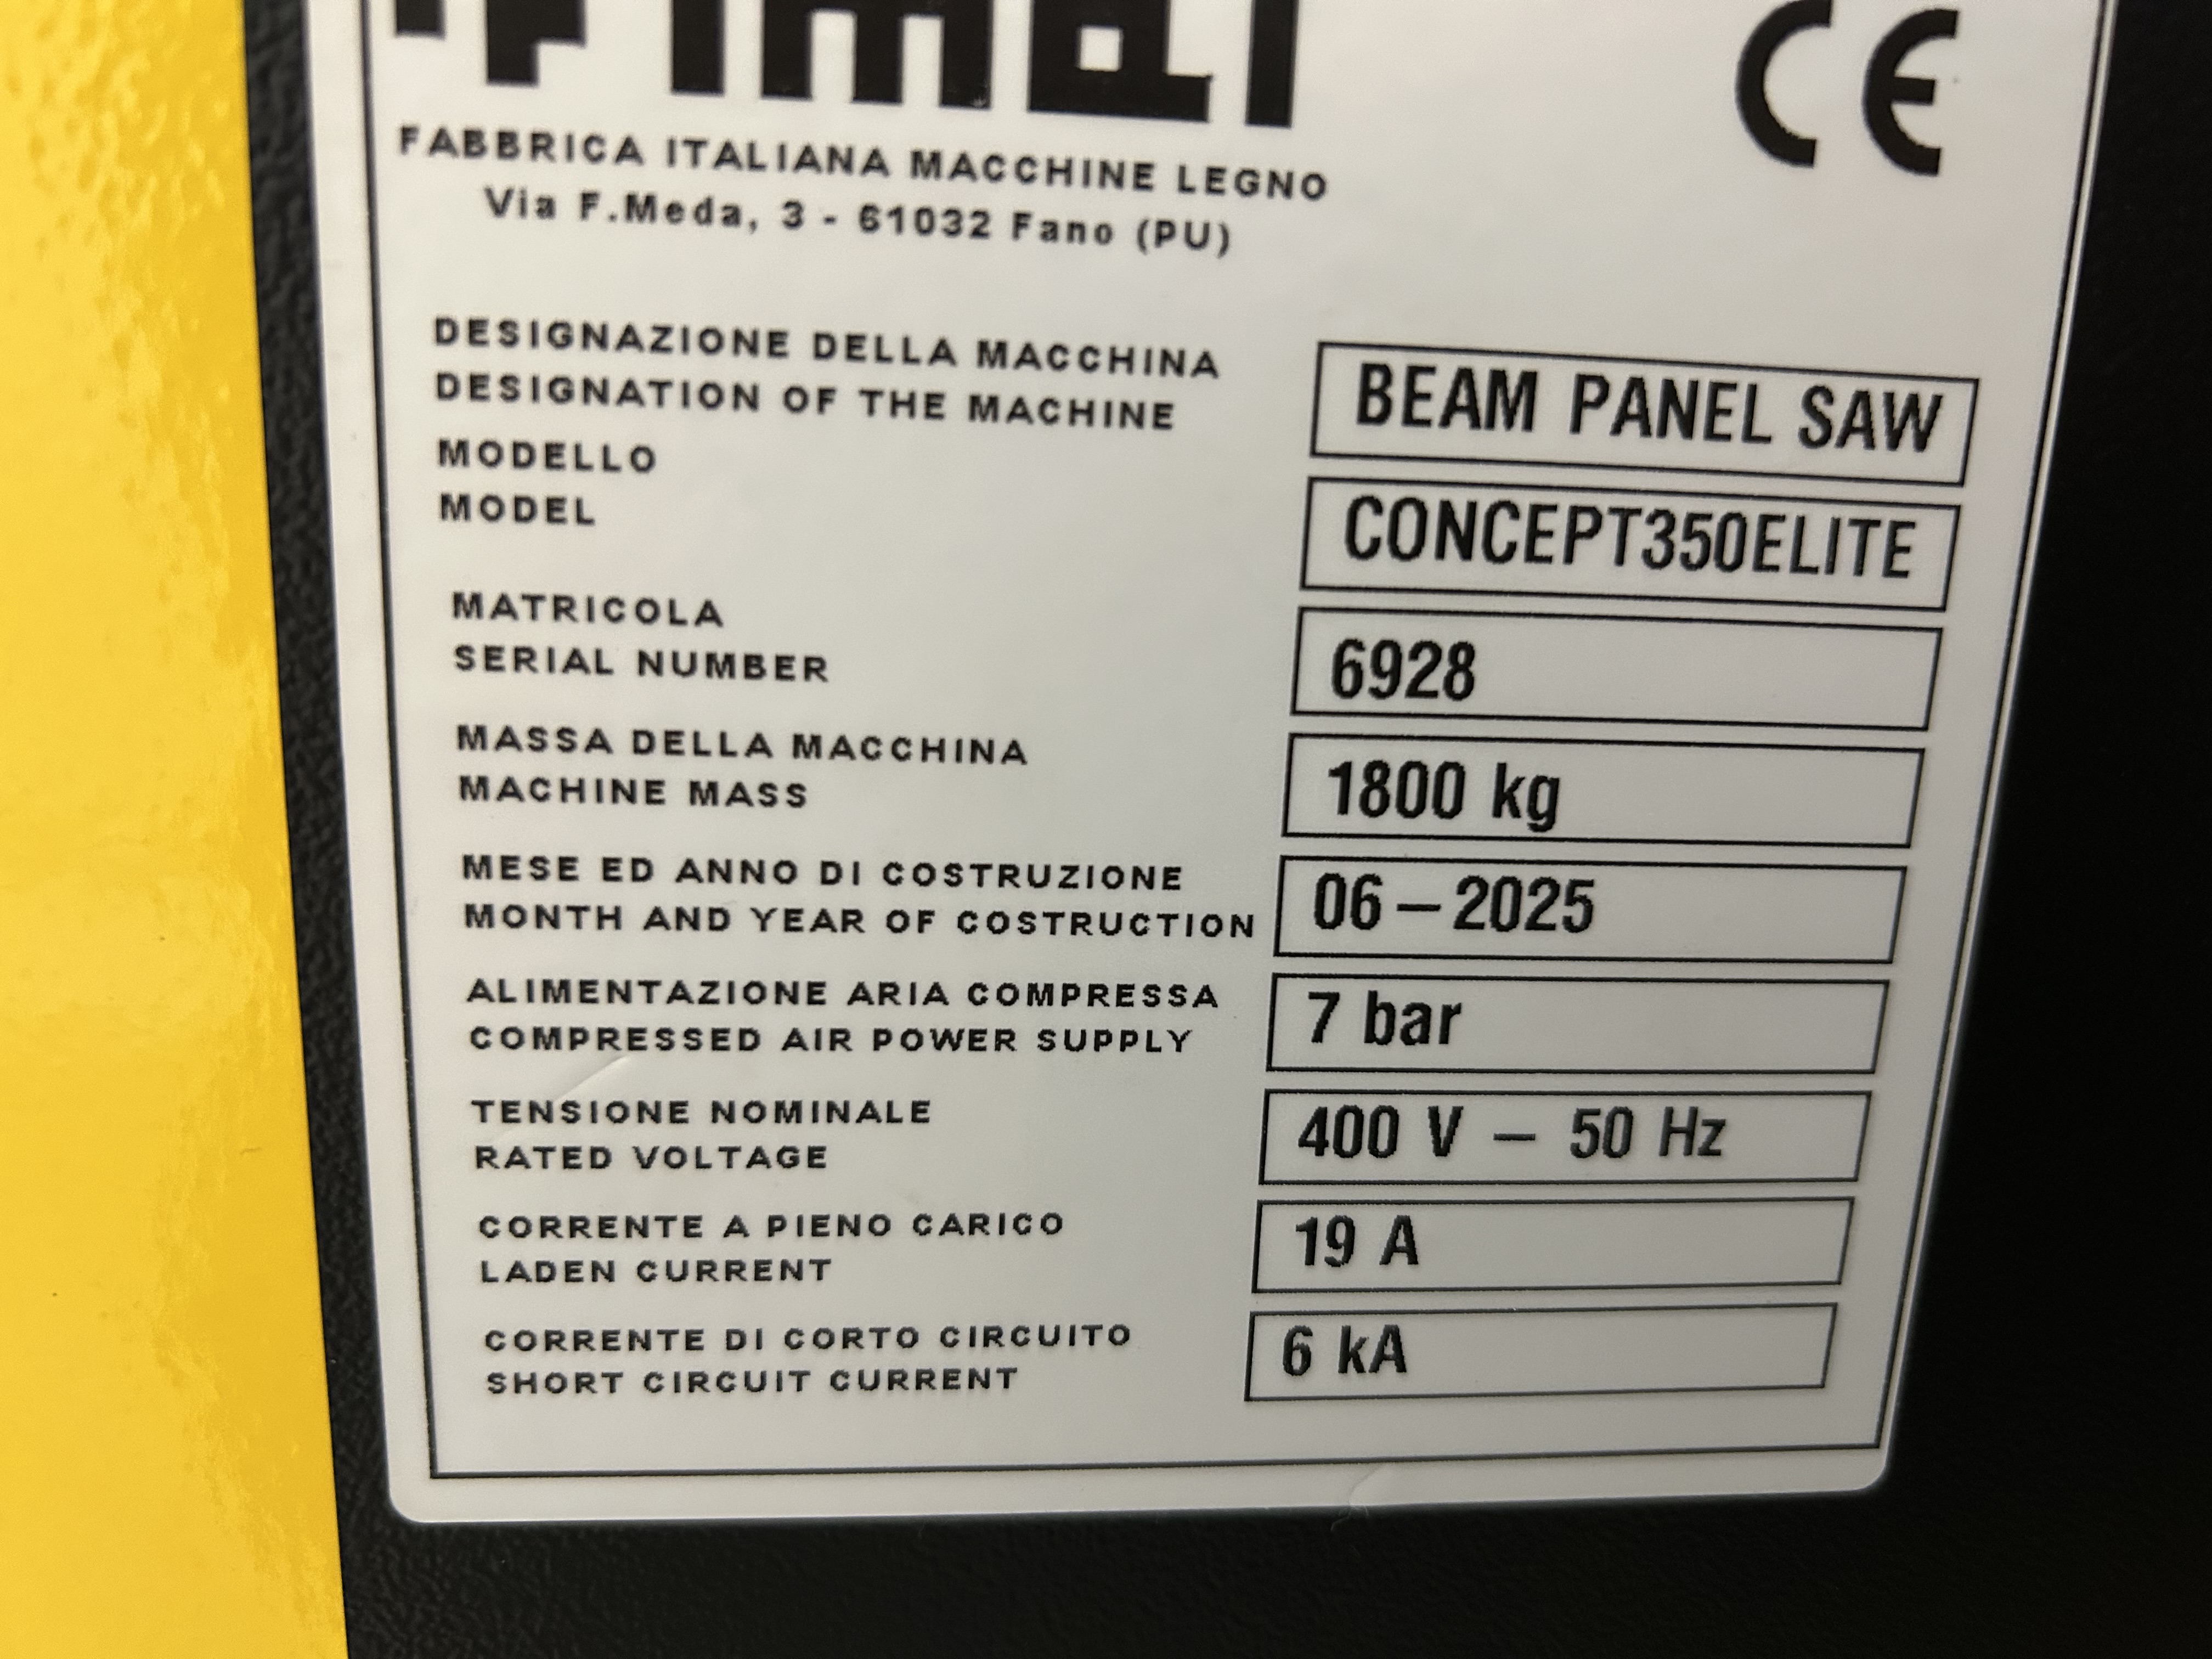 CE
FABBRICA ITALIANA MACCHINE LEGNO
Via F.Meda, 3 - 61032 Fano (PU)
DESIGNAZIONE DELLA MACCHINA
DESIGNATION OF THE MACHINE
BEAM PANEL SAW
MODELLO
MODEL
CONCEPT350ELITE
MATRICOLA
SERIAL NUMBER
6928
MASSA DELLA MACCHINA
MACHINE MASS
1800 kg
MESE ED ANNO DI COSTRUZIONE
MONTH AND YEAR OF COSTRUCTION
06 – 2025
ALIMENTAZIONE ARIA COMPRESSA
COMPRESSED AIR POWER SUPPLY
7 bar
TENSIONE NOMINALE
RATED VOLTAGE
400 V – 50 Hz
CORRENTE A PIENO CARICO
LADEN CURRENT
19 A
CORRENTE DI CORTO CIRCUITO
SHORT CIRCUIT CURRENT
6 kA